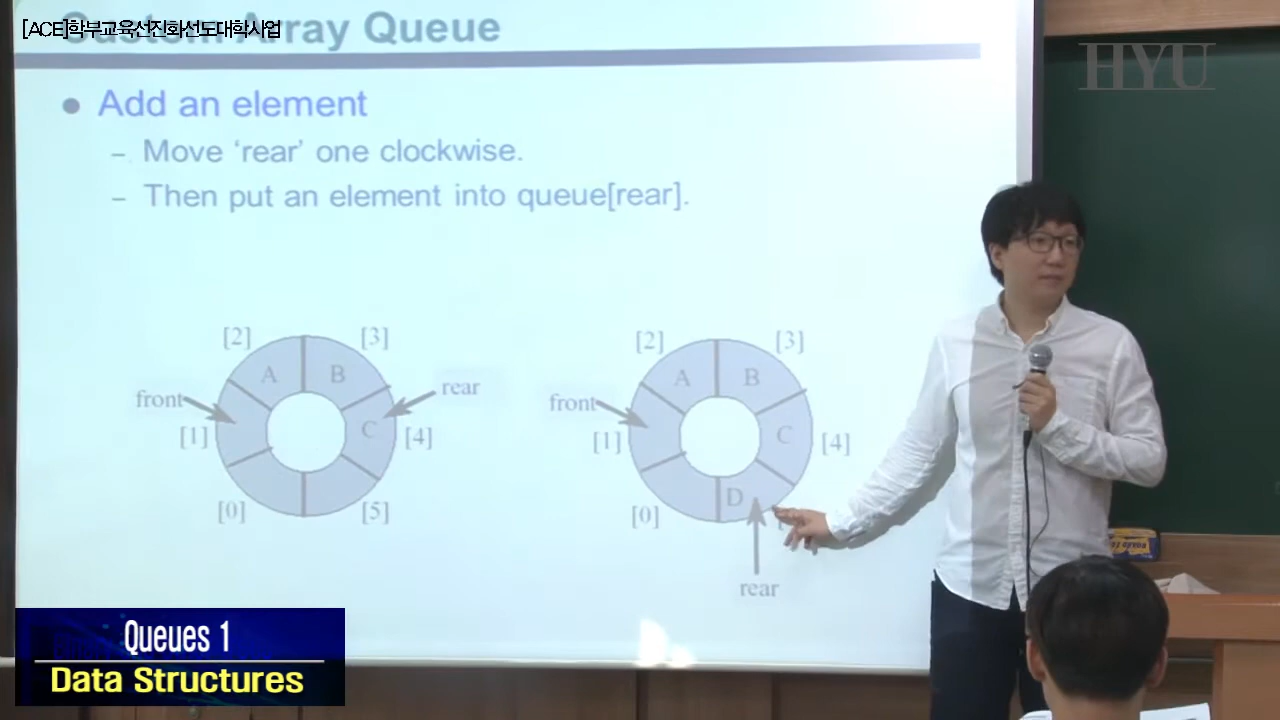 [ACE]학부교육선진화선도대학사업
Custom Array Queue
HYU
● Add an element
– Move ‘rear’ one clockwise.
– Then put an element into queue[rear].
[2] [3] [2] [3]
A B A B
front rear front
[1] C [4] [1] C [4]
D
[0] [5] [0]
rear
Queues 1
Data Structures